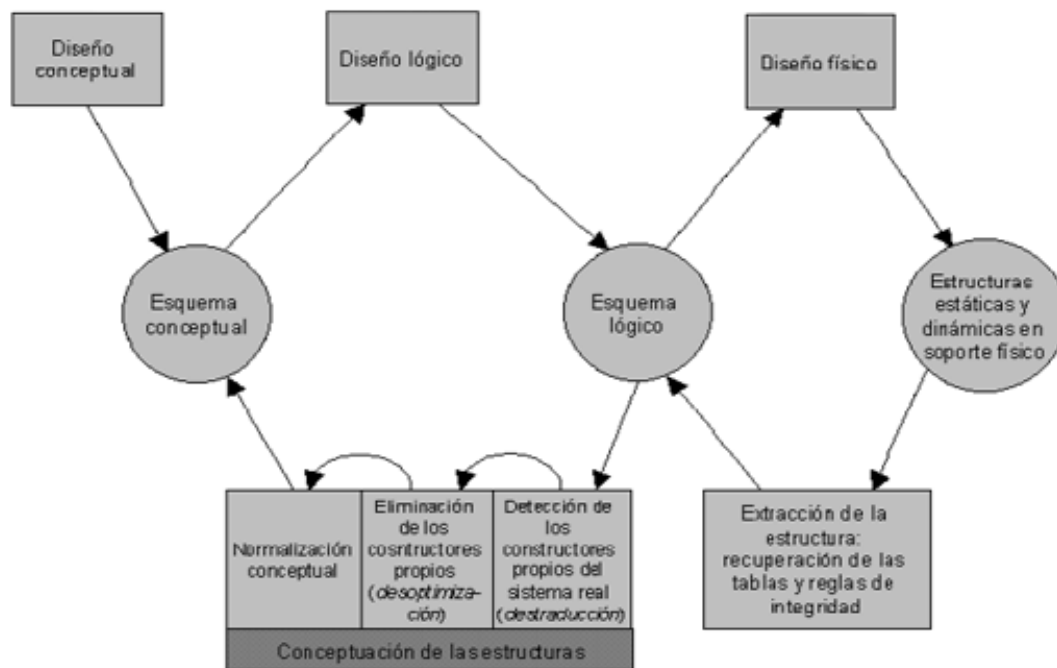 Diseño
conceptual
Diseño lógico
Diseño físico
Esquema
conceptual
Esquema
lógico
Estructuras
estáticas y
dinámicas en
soporte físico
Normalización
conceptual
Eliminación
de los
cosntructores
propios
(desoptimiza-
ción)
Detección de
los
constructores
propios del
sistema real
(destraducción)
Extracción de la
estructura:
recuperación de las
tablas y reglas de
integridad
Conceptuación de las estructuras